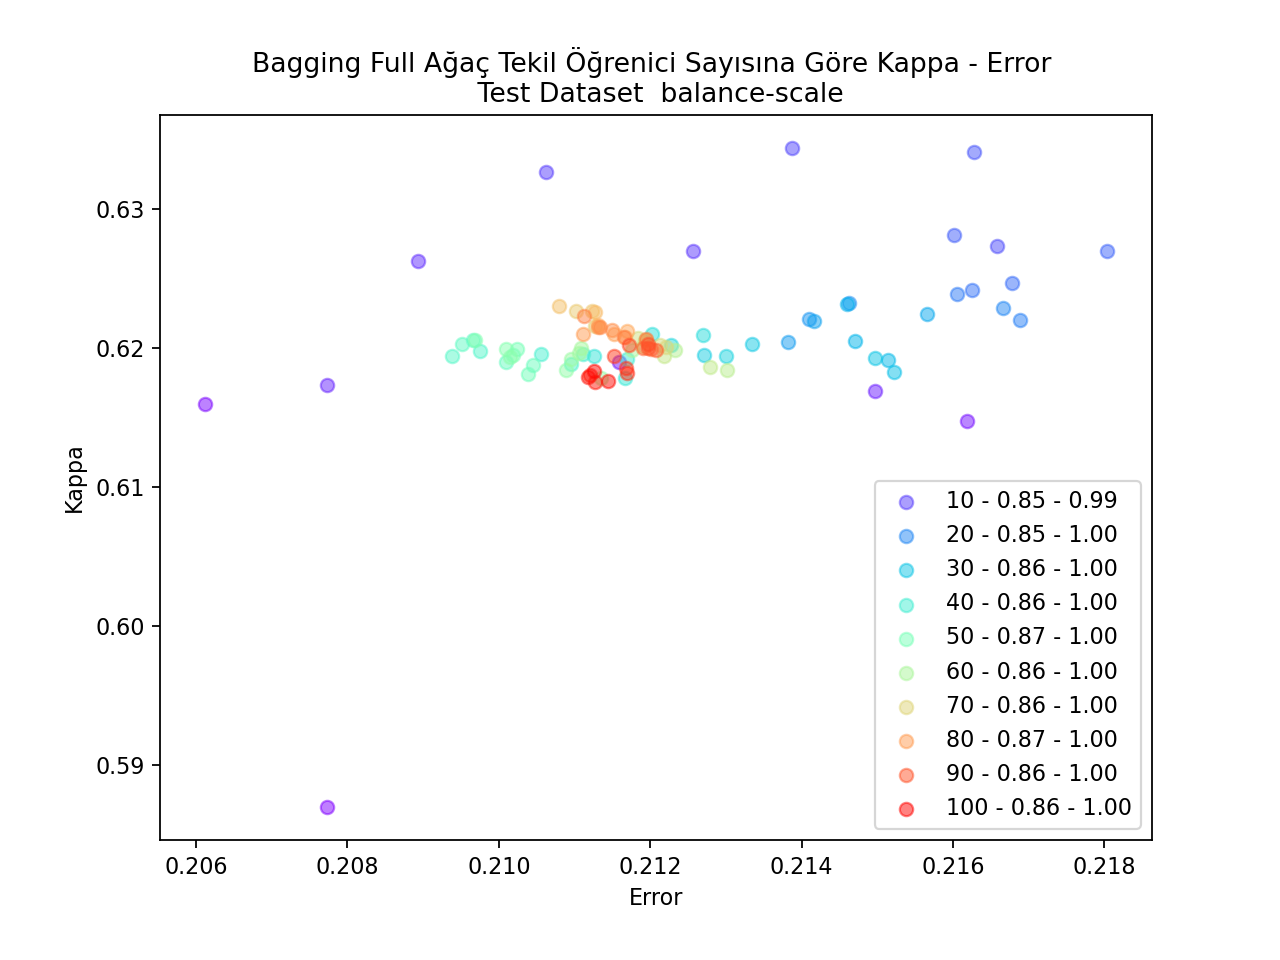 Bagging Full Ağaç Tekil Öğrenici Sayısına Göre Kappa - Error
Test Dataset  balance-scale
Kappa
0.63
0.62
0.61
0.60
0.59
10 - 0.85 - 0.99
20 - 0.85 - 1.00
30 - 0.86 - 1.00
40 - 0.86 - 1.00
50 - 0.87 - 1.00
60 - 0.86 - 1.00
70 - 0.86 - 1.00
80 - 0.87 - 1.00
90 - 0.86 - 1.00
100 - 0.86 - 1.00
0.206 0.208 0.210 0.212 0.214 0.216 0.218
Error